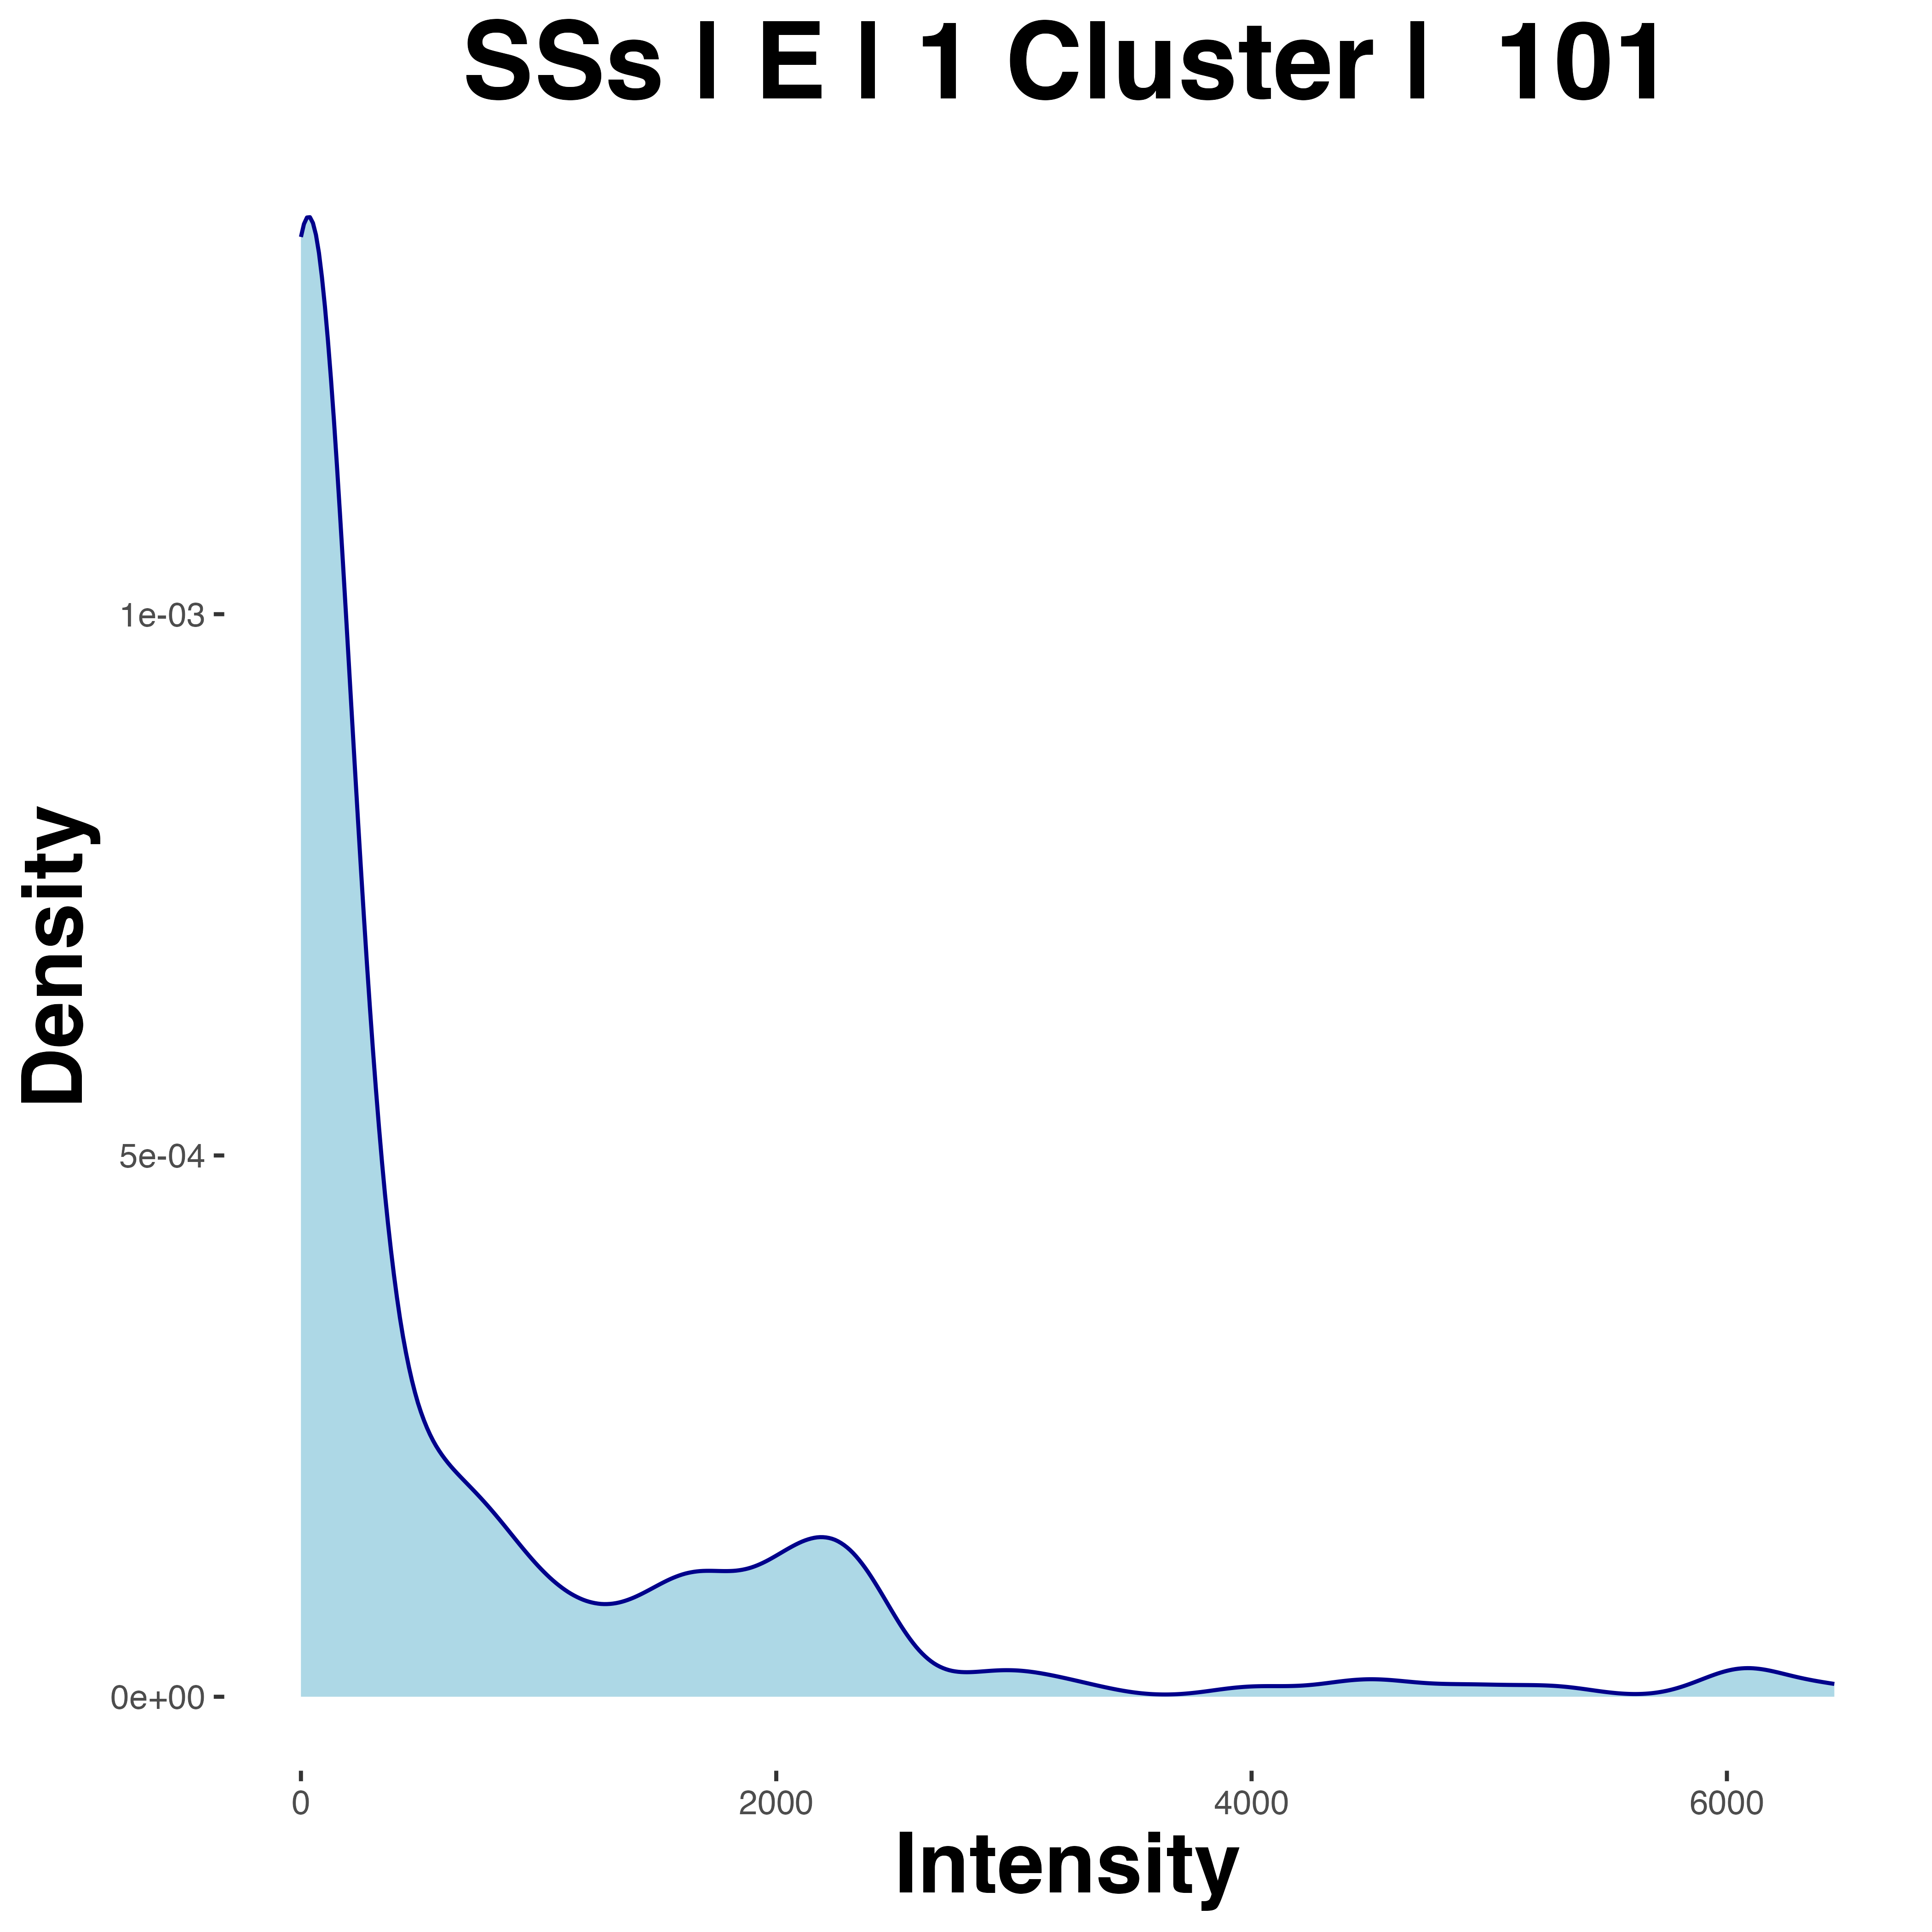 SSs | E | 1 Cluster | 101
Density
1e-03
5e-04
0e+00
0
2000
4000
6000
Intensity